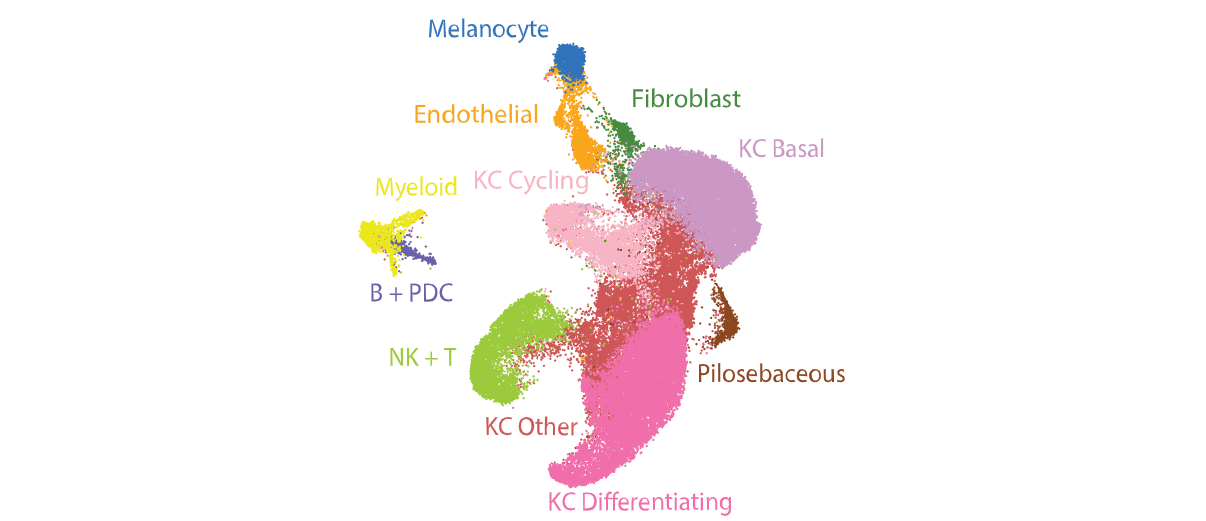 Melanocyte
Fibroblast
Endothelial
KC Basal
KC Cycling
Myeloid
B + PDC
NK + T
Pilosebaceous
KC Other
KC Differentiating